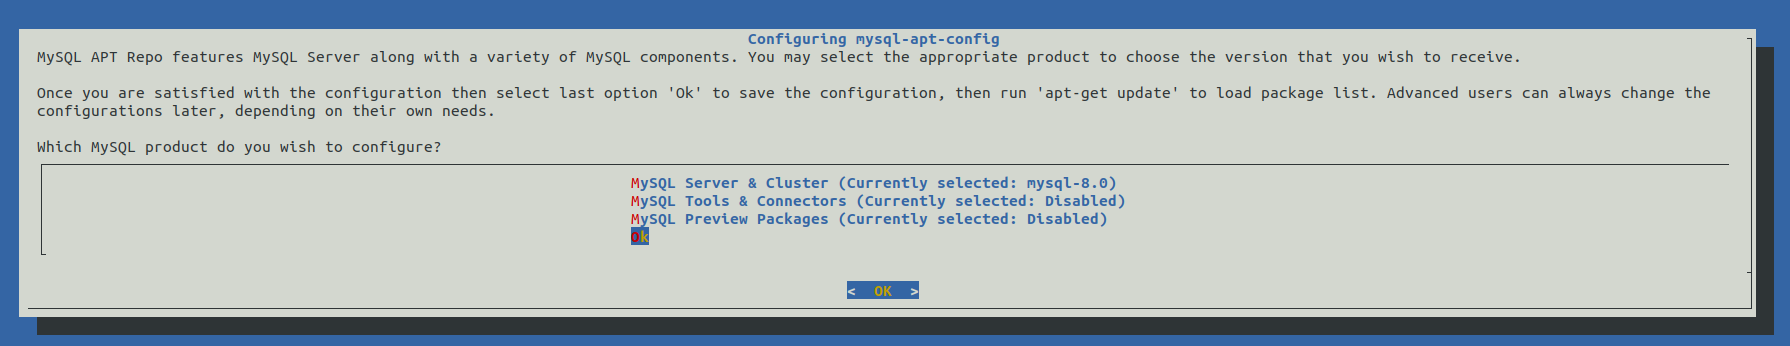 Configuring mysql-apt-config
MySQL APT Repo features MySQL Server along with a variety of MySQL components. You may select the appropriate product to choose the version that you wish to receive.
Once you are satisfied with the configuration then select last option 'Ok' to save the configuration, then run 'apt-get update' to load package list. Advanced users can always change the
configurations later, depending on their own needs.
Which MySQL product do you wish to configure?
MySQL Server & Cluster (Currently selected: mysql-8.0)
MySQL Tools & Connectors (Currently selected: Disabled)
MySQL Preview Packages (Currently selected: Disabled)
Ok
<  OK  >